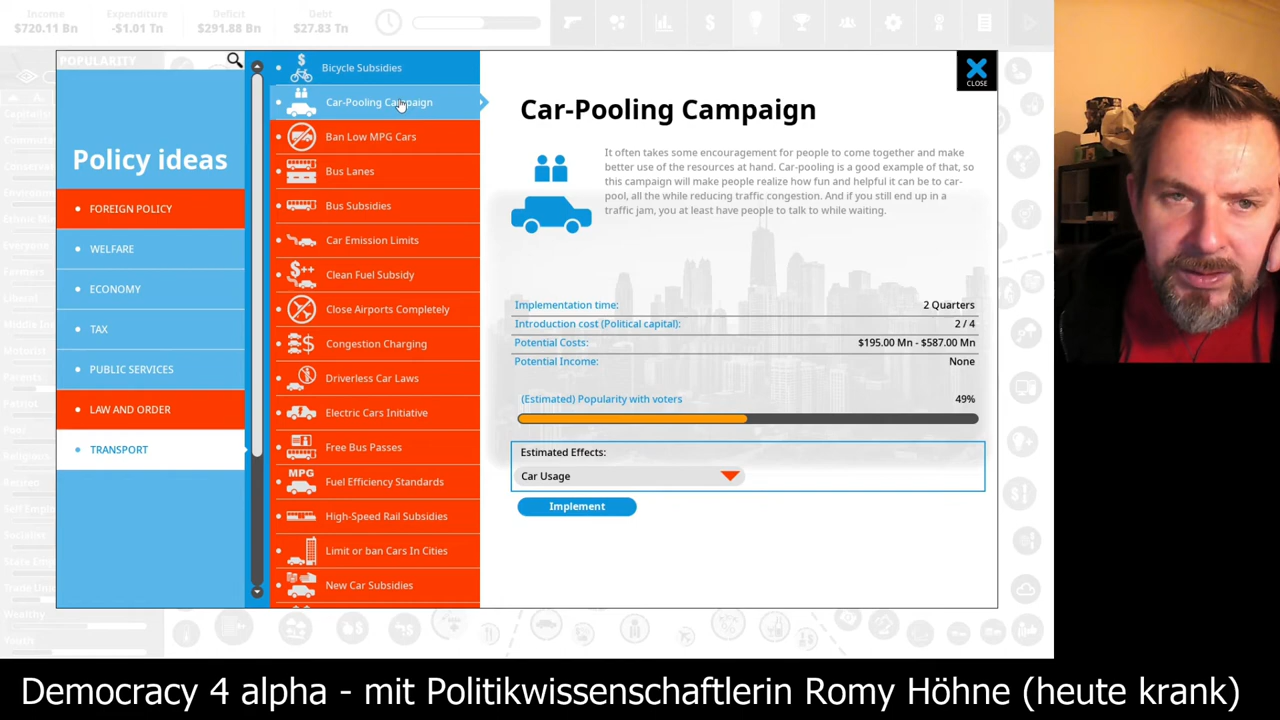 Income
Expenditure
Deficit
Debt
$720.11 Bn
-$1.01 Tn
$291.88 Bn
$27.83 Tn
POPULARITY
Policy ideas
FOREIGN POLICY
WELFARE
ECONOMY
TAX
PUBLIC SERVICES
LAW AND ORDER
TRANSPORT
Bicycle Subsidies
Car-Pooling Campaign
Ban Low MPG Cars
Bus Lanes
Bus Subsidies
Car Emission Limits
Clean Fuel Subsidy
Close Airports Completely
Congestion Charging
Driverless Car Laws
Electric Cars Initiative
Free Bus Passes
MPG
Fuel Efficiency Standards
High-Speed Rail Subsidies
Limit or ban Cars In Cities
New Car Subsidies
CLOSE
Car-Pooling Campaign
It often takes some encouragement for people to come together and make
better use of the resources at hand. Car-pooling is a good example of that, so
this campaign will make people realize how fun and helpful it can be to car-
pool, all the while reducing traffic congestion. And if you still end up in a
traffic jam, you at least have people to talk to while waiting.
Implementation time: 2 Quarters
Introduction cost (Political capital): 2 / 4
Potential Costs: $195.00 Mn - $587.00 Mn
Potential Income: None
(Estimated) Popularity with voters 49%
Estimated Effects:
Car Usage
Implement
Wealthy
Youth
Democracy 4 alpha - mit Politikwissenschaftlerin Romy Höhne (heute krank)